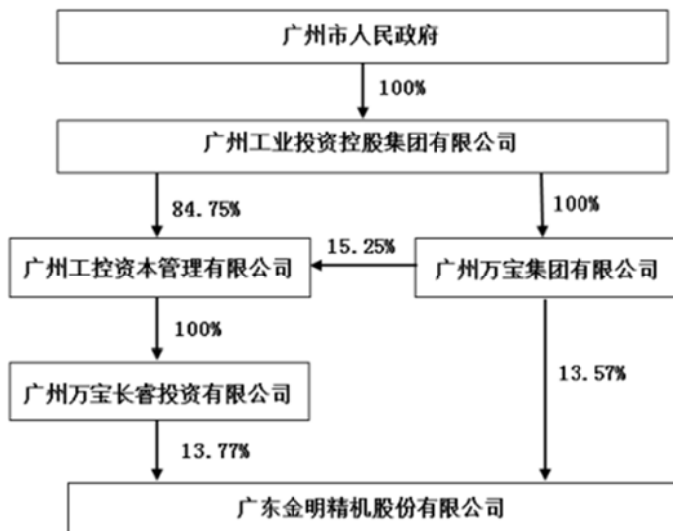 广州市人民政府
100%
广州工业投资控股集团有限公司
84.75%
100%
15.25%
广州工控资本管理有限公司
广州万宝集团有限公司
100%
13.57%
广州万宝长睿投资有限公司
13.77%
广东金明精机股份有限公司